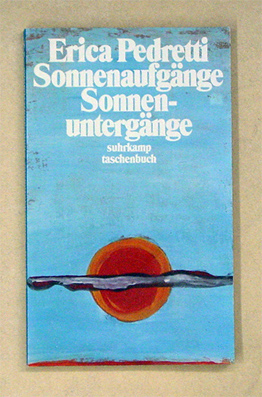 Erica Pedretti
Sonnenaufgänge
Sonnen-
untergänge
suhrkamp
taschenbuch